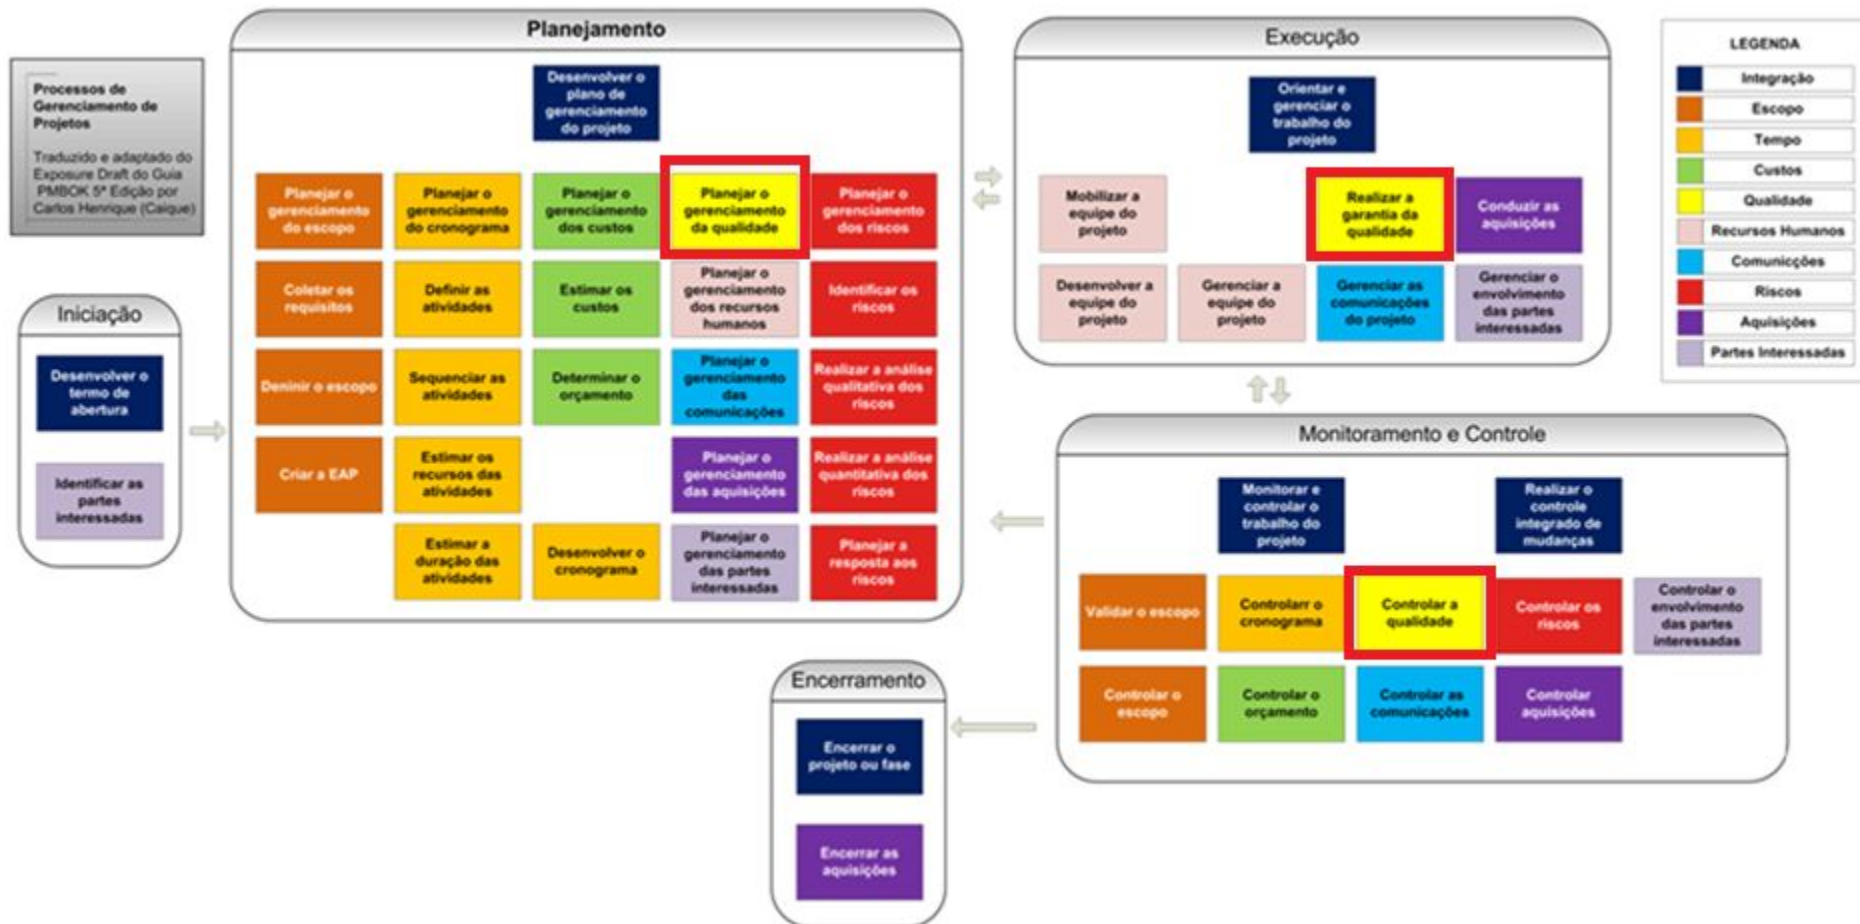 Processos de
Gerenciamento de
Projetos
Traduzido e adaptado do
Exposure Draft do Guia
PMBOK 5ª Edição por
Carlos Henrique (Caique)
Iniciação
Desenvolver o
termo de
abertura
Identificar as
partes
interessadas
Planejamento
Desenvolver o
plano de
gerenciamento
do projeto
Planejar o
gerenciamento
do escopo
Planejar o
gerenciamento
do cronograma
Planejar o
gerenciamento
dos custos
Planejar o
gerenciamento
da qualidade
Planejar o
gerenciamento
dos riscos
Coletar os
requisitos
Definir as
atividades
Estimar os
custos
Planejar o
gerenciamento
dos recursos
humanos
Identificar os
riscos
Deninir o escopo
Sequenciar as
atividades
Determinar o
orçamento
Planejar o
gerenciamento
das
comunicações
Realizar a análise
qualitativa dos
riscos
Criar a EAP
Estimar os
recursos das
atividades
Planejar o
gerenciamento
das aquisições
Realizar a análise
quantitativa dos
riscos
Estimar a
duração das
atividades
Desenvolver o
cronograma
Planejar o
gerenciamento
das partes
interessadas
Planejar a
resposta aos
riscos
Execução
Orientar e
gerenciar o
trabalho do
projeto
Mobilizar a
equipe do
projeto
Realizar a
garantia da
qualidade
Conduzir as
aquisições
Desenvolver a
equipe do
projeto
Gerenciar a
equipe do
projeto
Gerenciar as
comunicações
do projeto
Gerenciar o
envolvimento
das partes
interessadas
LEGENDA
Integração
Escopo
Tempo
Custos
Qualidade
Recursos Humanos
Comunicções
Riscos
Aquisições
Partes Interessadas
Monitoramento e Controle
Monitorar e
controlar o
trabalho do
projeto
Realizar o
controle
integrado de
mudanças
Validar o escopo
Controlarr o
cronograma
Controlar a
qualidade
Controlar os
riscos
Controlar o
envolvimento
das partes
interessadas
Controlar o
escopo
Controlar o
orçamento
Controlar as
comunicações
Controlar
aquisições
Encerramento
Encerrar o
projeto ou fase
Encerrar as
aquisições